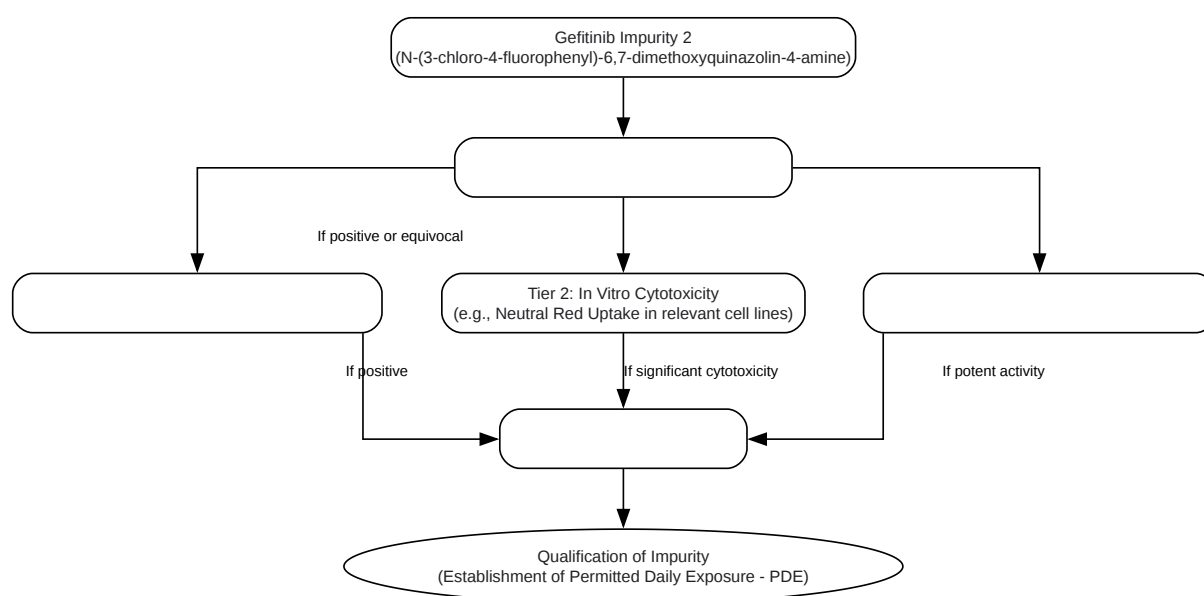 Gefitinib Impurity 2
(N-(3-chloro-4-fluorophenyl)-6,7-dimethoxyquinazolin-4-amine)
If positive or equivocal
Tier 2: In Vitro Cytotoxicity
(e.g., Neutral Red Uptake in relevant cell lines)
If positive
If significant cytotoxicity
If potent activity
Qualification of Impurity
(Establishment of Permitted Daily Exposure - PDE)